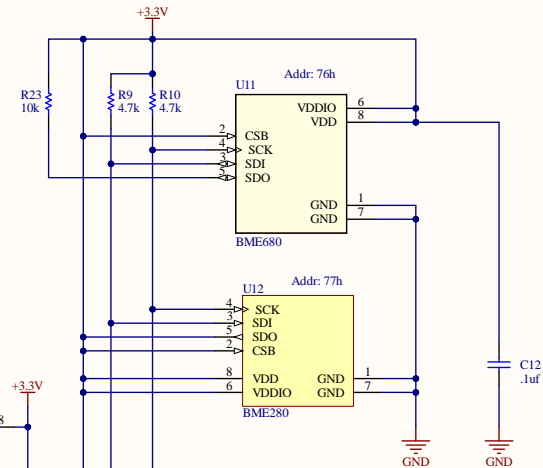 +3.3V
R23
10k
R9
4.7k
R10
4.7k
U11
Addr: 76h
VDDIO 6
VDD 8
2 CSB
4 SCK
3 SDI
5 SDO
GND 1
GND 7
BME680
U12
Addr: 77h
4 SCK
3 SDI
5 SDO
2 CSB
8 VDD
6 VDDIO
GND 1
GND 7
BME280
C12
.1uf
+3.3V
8
GND
GND